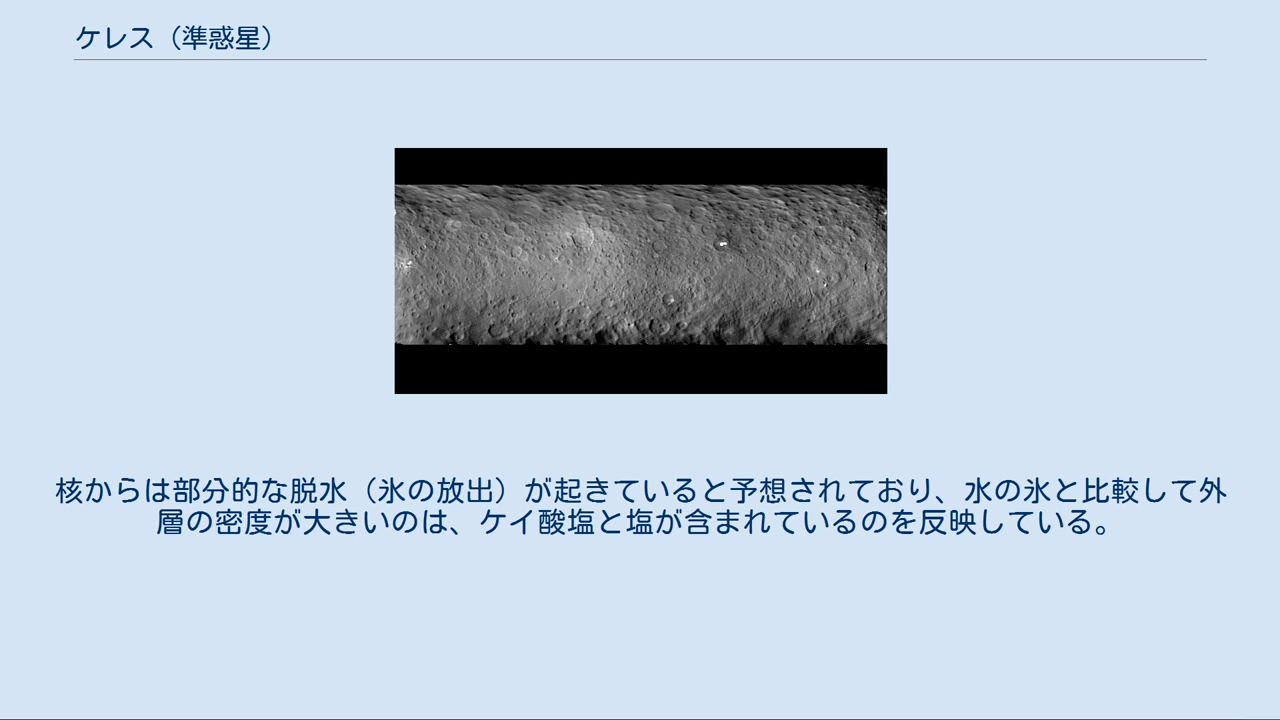 ケレス（準惑星）
核からは部分的な脱水（氷の放出）が起きていると予想されており、水の氷と比較して外
層の密度が大きいのは、ケイ酸塩と塩が含まれているのを反映している。